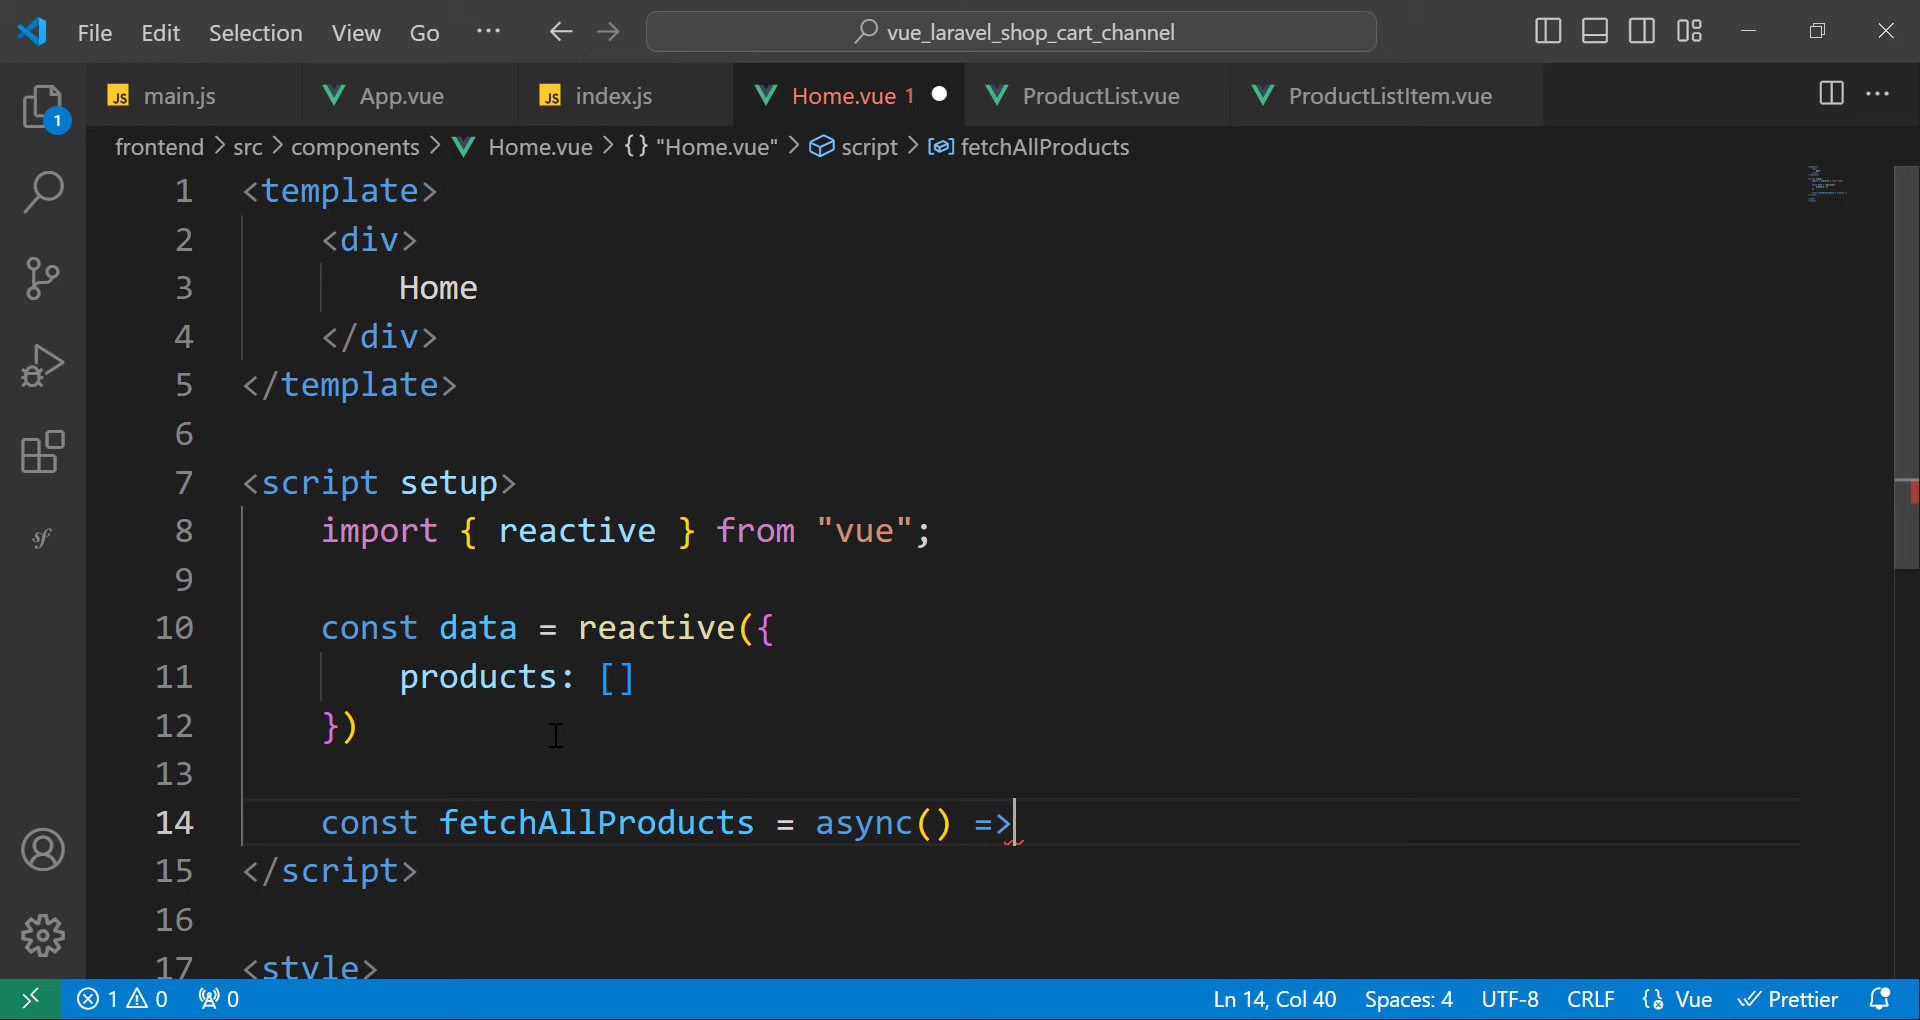 File Edit Selection View Go ··· vue_laravel_shop_cart_channel
JS main.js App.vue JS index.js Home.vue 1 ProductList.vue ProductListItem.vue
1
frontend > src > components > Home.vue > {} "Home.vue" > script > fetchAllProducts
1 <template>
2 <div>
3 Home
4 </div>
5 </template>
6
7 <script setup>
8 import { reactive } from "vue";
9
10 const data = reactive({
11 products: []
12 })
13
14 const fetchAllProducts = async() =>
15 </script>
16
17 <style>
sf
1 0 0 Ln 14, Col 40 Spaces: 4 UTF-8 CRLF Vue Prettier